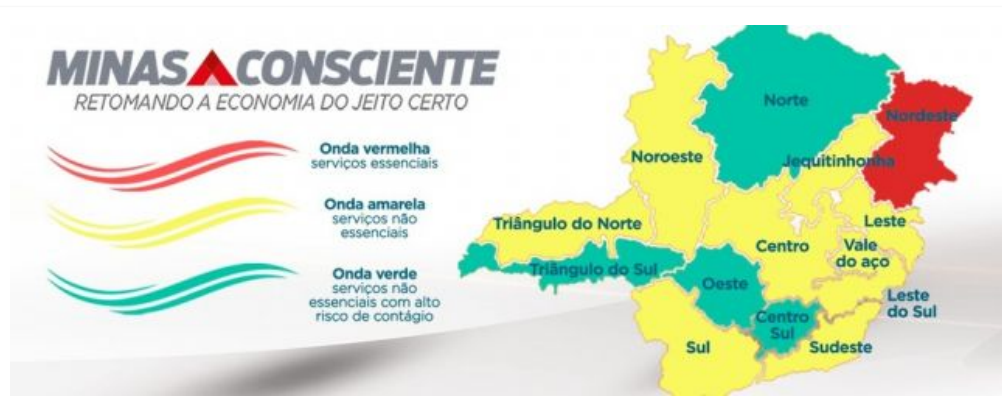 MINAS CONSCIENTE
RETOMANDO A ECONOMIA DO JEITO CERTO
Onda vermelha
serviços essenciais
Onda amarela
serviços não
essenciais
Onda verde
serviços não
essenciais com alto
risco de contágio
Norte
Nordeste
Noroeste
Jequitinhonha
Triângulo do Norte
Leste
Centro
Vale
do aço
Triângulo do Sul
Oeste
Leste
do Sul
Centro
Sul
Sul
Sudeste